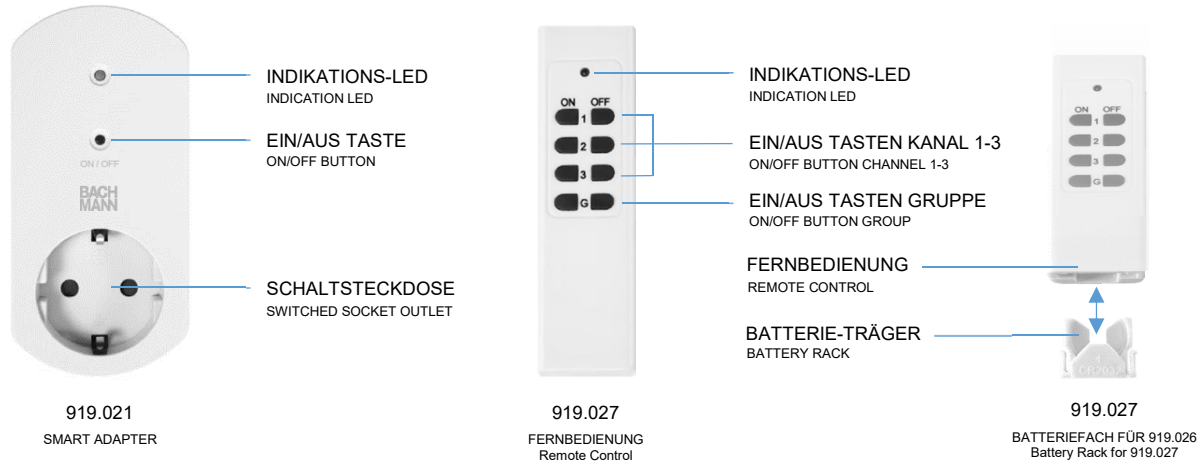 INDIKATIONS-LED
INDICATION LED
EIN/AUS TASTE
ON/OFF BUTTON
ON / OFF
BACH
MANN
SCHALTSTECKDOSE
SWITCHED SOCKET OUTLET
919.021
SMART ADAPTER
ON OFF
1
2
3
G
INDIKATIONS-LED
INDICATION LED
EIN/AUS TASTEN KANAL 1-3
ON/OFF BUTTON CHANNEL 1-3
EIN/AUS TASTEN GRUPPE
ON/OFF BUTTON GROUP
FERNBEDIENUNG
REMOTE CONTROL
BATTERIE-TRÄGER
BATTERY RACK
919.027
FERNBEDIENUNG
Remote Control
ON OFF
1
2
3
G
CR2032
919.027
BATTERIEFACH FÜR 919.026
Battery Rack for 919.027